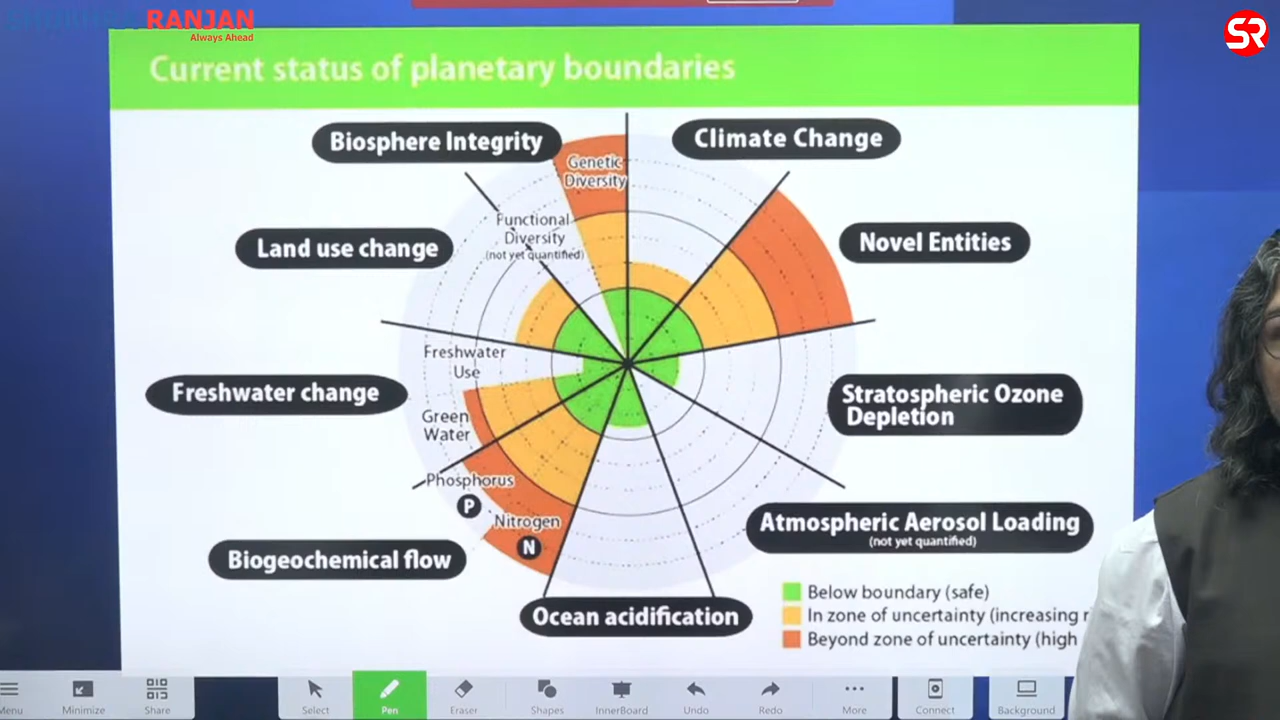 RANJAN
Always Ahead
SR
Current status of planetary boundaries
Biosphere Integrity
Climate Change
Genetic
Diversity
Functional
Diversity
(not yet quantified)
Land use change
Novel Entities
Freshwater
Use
Freshwater change
Green
Water
Stratospheric Ozone
Depletion
Phosphorus
P
Nitrogen
N
Atmospheric Aerosol Loading
(not yet quantified)
Biogeochemical flow
Ocean acidification
Below boundary (safe)
In zone of uncertainty (increasing r
Beyond zone of uncertainty (high
Menu
Minimize
Share
Select
Pen
Eraser
Shapes
InnerBoard
Undo
Redo
More
Connect
Background